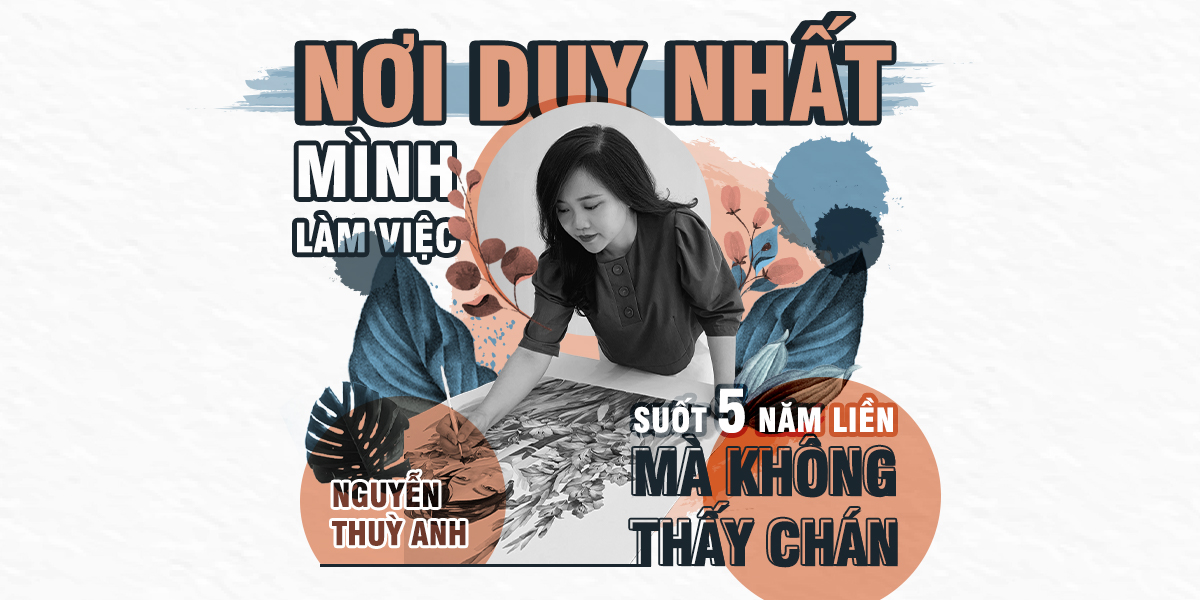 NƠI DUY NHẤT
MÌNH
LÀM VIỆC
SUỐT 5 NĂM LIỀN
MÀ KHÔNG
THẤY CHÁN
NGUYỄN
THUỲ ANH